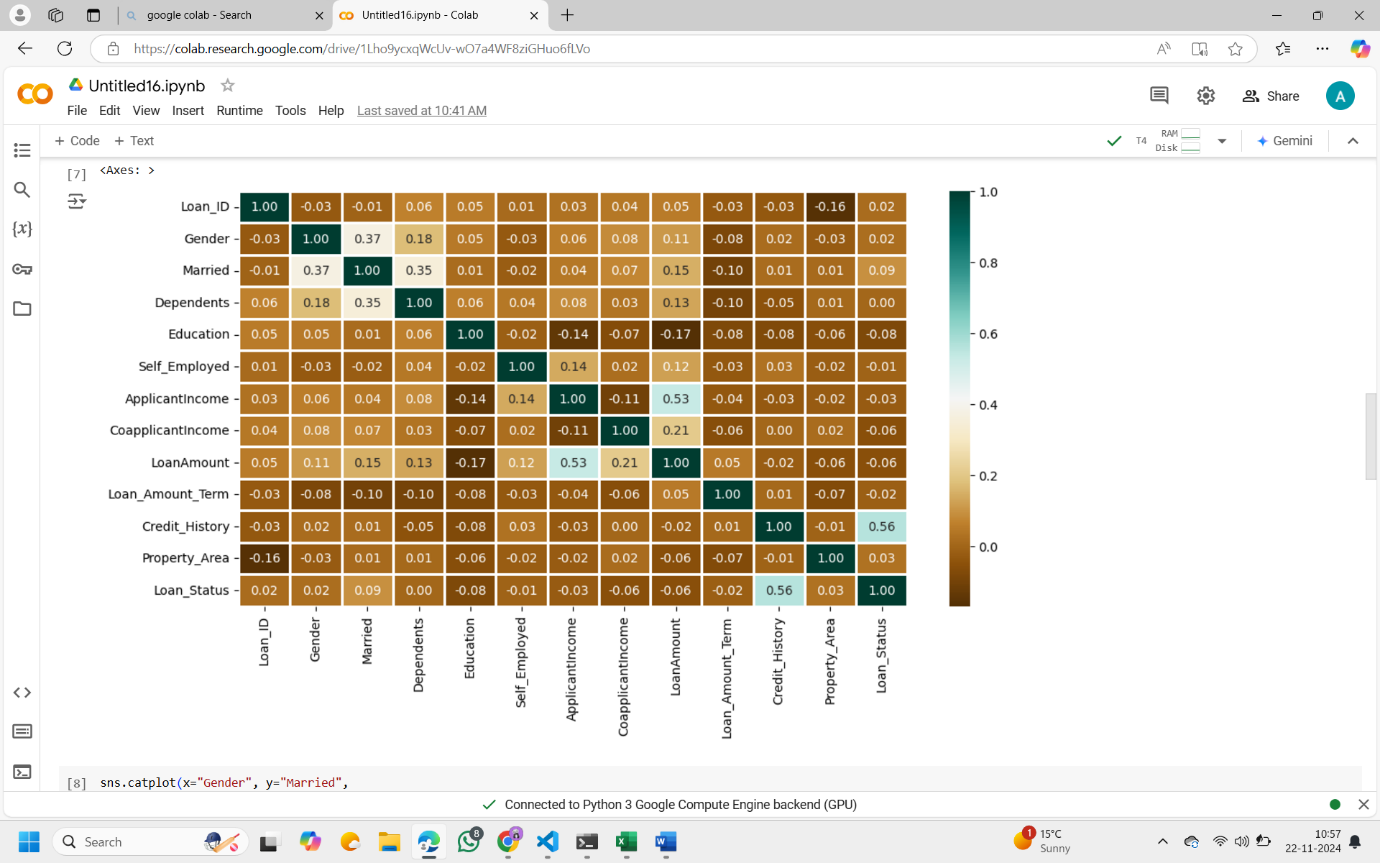 google colab - Search
Untitled16.ipynb - Colab
https://colab.research.google.com/drive/1Lho9ycxqWcUv-wO7a4WF8ziGHuo6fLVo
Untitled16.ipynb
File Edit View Insert Runtime Tools Help Last saved at 10:41 AM
Share
A
+ Code + Text
T4 RAM Disk
Gemini
[7] <Axes: >
Loan_ID 1.00 -0.03 -0.01 0.06 0.05 0.01 0.03 0.04 0.05 -0.03 -0.03 -0.16 0.02
Gender -0.03 1.00 0.37 0.18 0.05 -0.03 0.06 0.08 0.11 -0.08 0.02 -0.03 0.02
Married -0.01 0.37 1.00 0.35 0.01 -0.02 0.04 0.07 0.15 -0.10 0.01 0.01 0.09
Dependents 0.06 0.18 0.35 1.00 0.06 0.04 0.08 0.03 0.13 -0.10 -0.05 0.01 0.00
Education 0.05 0.05 0.01 0.06 1.00 -0.02 -0.14 -0.07 -0.17 -0.08 -0.08 -0.06 -0.08
Self_Employed 0.01 -0.03 -0.02 0.04 -0.02 1.00 0.14 0.02 0.12 -0.03 0.03 -0.02 -0.01
ApplicantIncome 0.03 0.06 0.04 0.08 -0.14 0.14 1.00 -0.11 0.53 -0.04 -0.03 -0.02 -0.03
CoapplicantIncome 0.04 0.08 0.07 0.03 -0.07 0.02 -0.11 1.00 0.21 -0.06 0.00 0.02 -0.06
LoanAmount 0.05 0.11 0.15 0.13 -0.17 0.12 0.53 0.21 1.00 0.05 -0.02 -0.06 -0.06
Loan_Amount_Term -0.03 -0.08 -0.10 -0.10 -0.08 -0.03 -0.04 -0.06 0.05 1.00 0.01 -0.07 -0.02
Credit_History -0.03 0.02 0.01 -0.05 -0.08 0.03 -0.03 0.00 -0.02 0.01 1.00 -0.01 0.56
Property_Area -0.16 -0.03 0.01 0.01 -0.06 -0.02 -0.02 0.02 -0.06 -0.07 -0.01 1.00 0.03
Loan_Status 0.02 0.02 0.09 0.00 -0.08 -0.01 -0.03 -0.06 -0.06 -0.02 0.56 0.03 1.00
Loan_ID
Gender
Married
Dependents
Education
Self_Employed
ApplicantIncome
CoapplicantIncome
LoanAmount
Loan_Amount_Term
Credit_History
Property_Area
Loan_Status
1.0
0.8
0.6
0.4
0.2
0.0
[8] sns.catplot(x="Gender", y="Married",
Connected to Python 3 Google Compute Engine backend (GPU)
Search
8
1
15°C
Sunny
10:57
22-11-2024